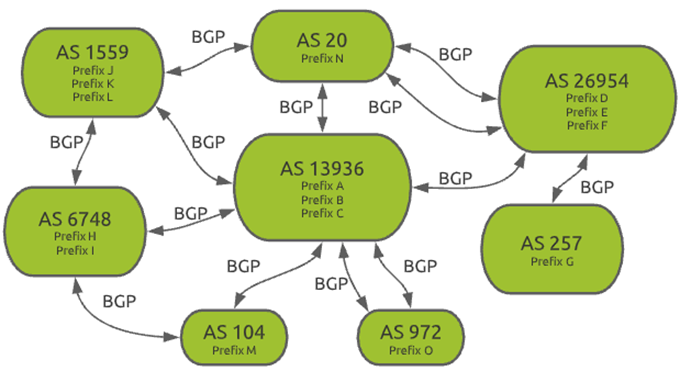 AS 1559
Prefix J
Prefix K
Prefix L
BGP
AS 20
Prefix N
BGP
AS 26954
Prefix D
Prefix E
Prefix F
BGP
BGP
BGP
BGP
AS 13936
Prefix A
Prefix B
Prefix C
BGP
BGP
BGP
AS 6748
Prefix H
Prefix I
BGP
AS 257
Prefix G
BGP
BGP
BGP
AS 104
Prefix M
AS 972
Prefix O